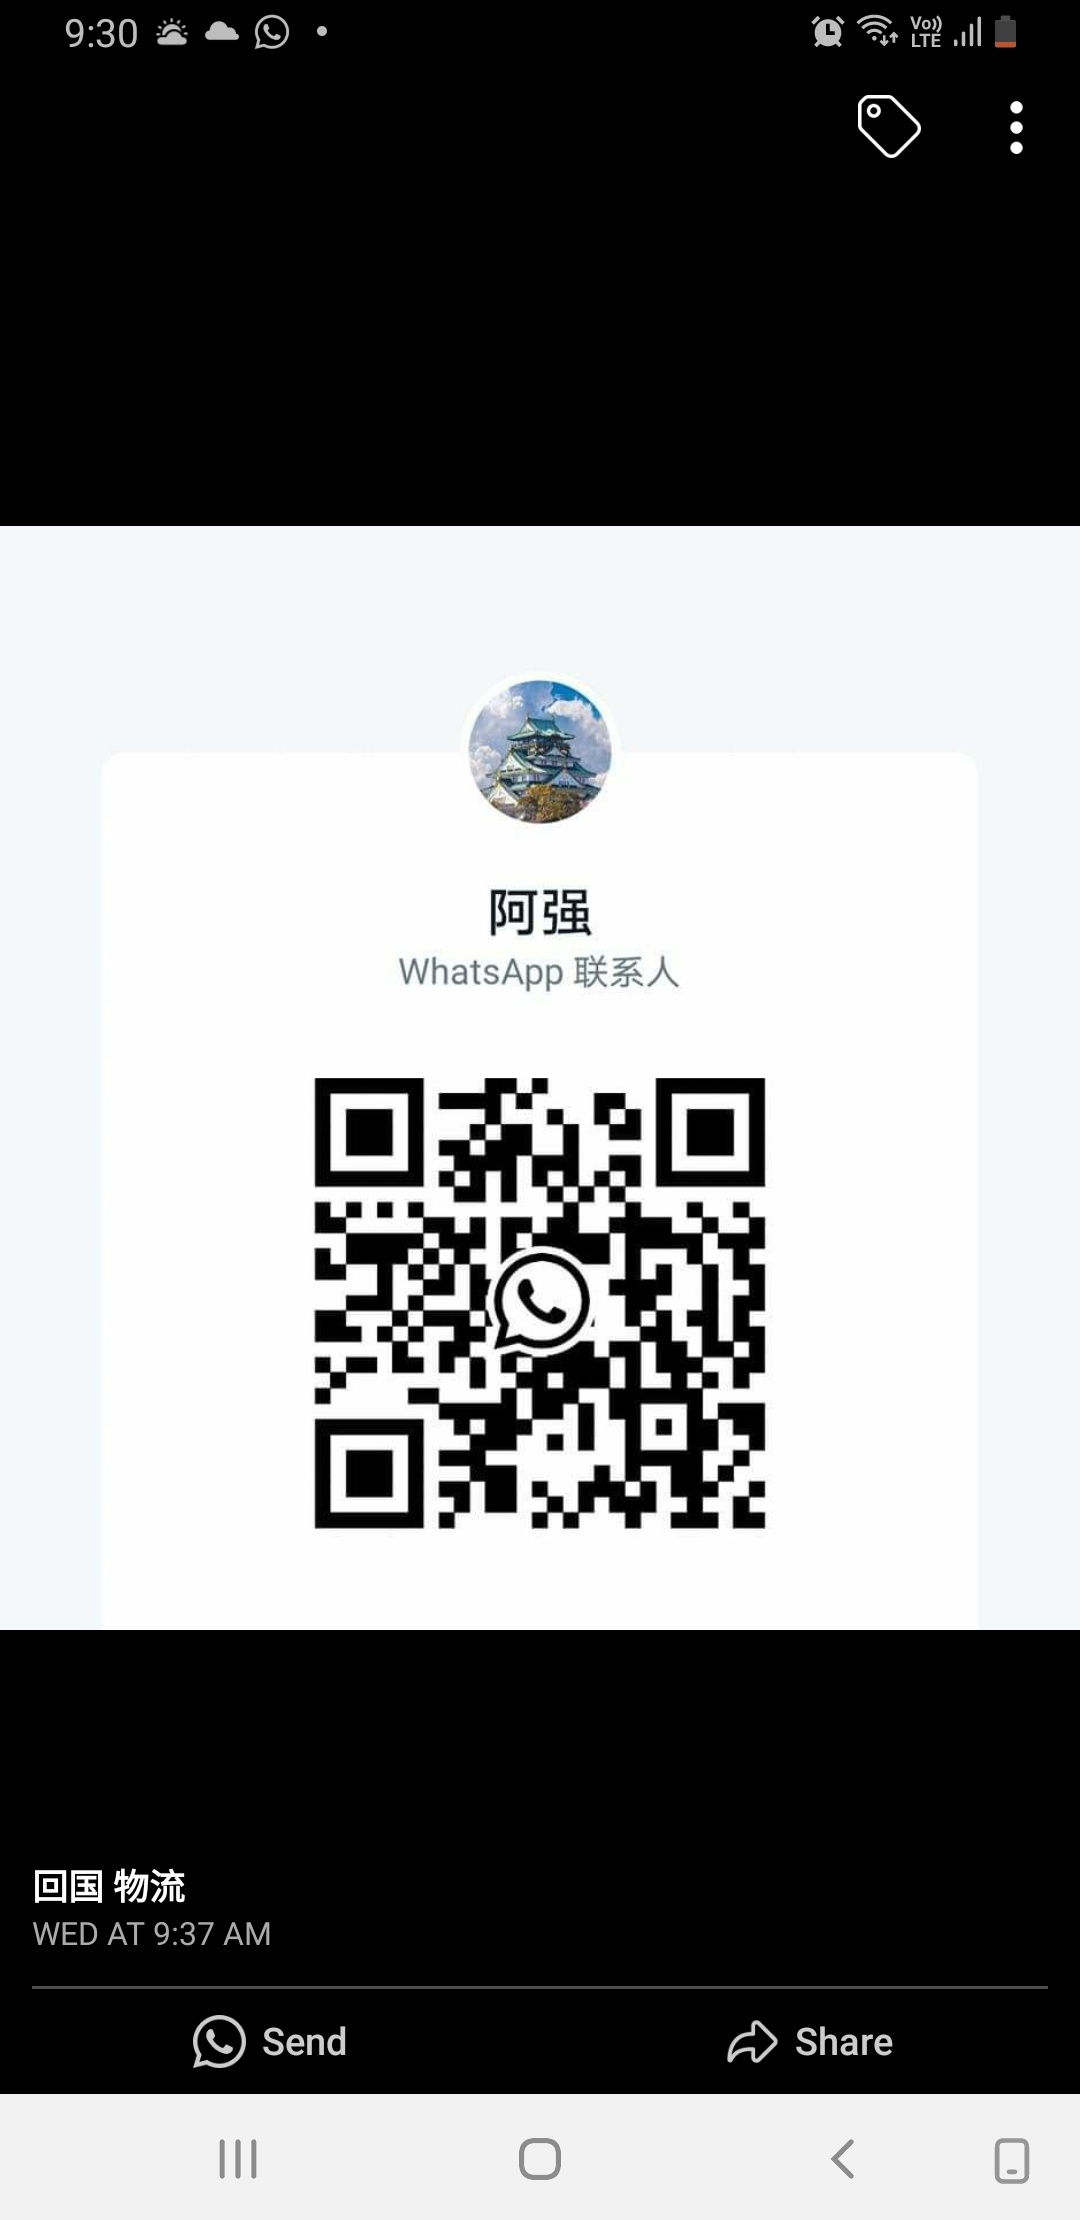 9:30
Vo))
LTE
阿强
WhatsApp 联系人
回国 物流
WED AT 9:37 AM
Send
Share